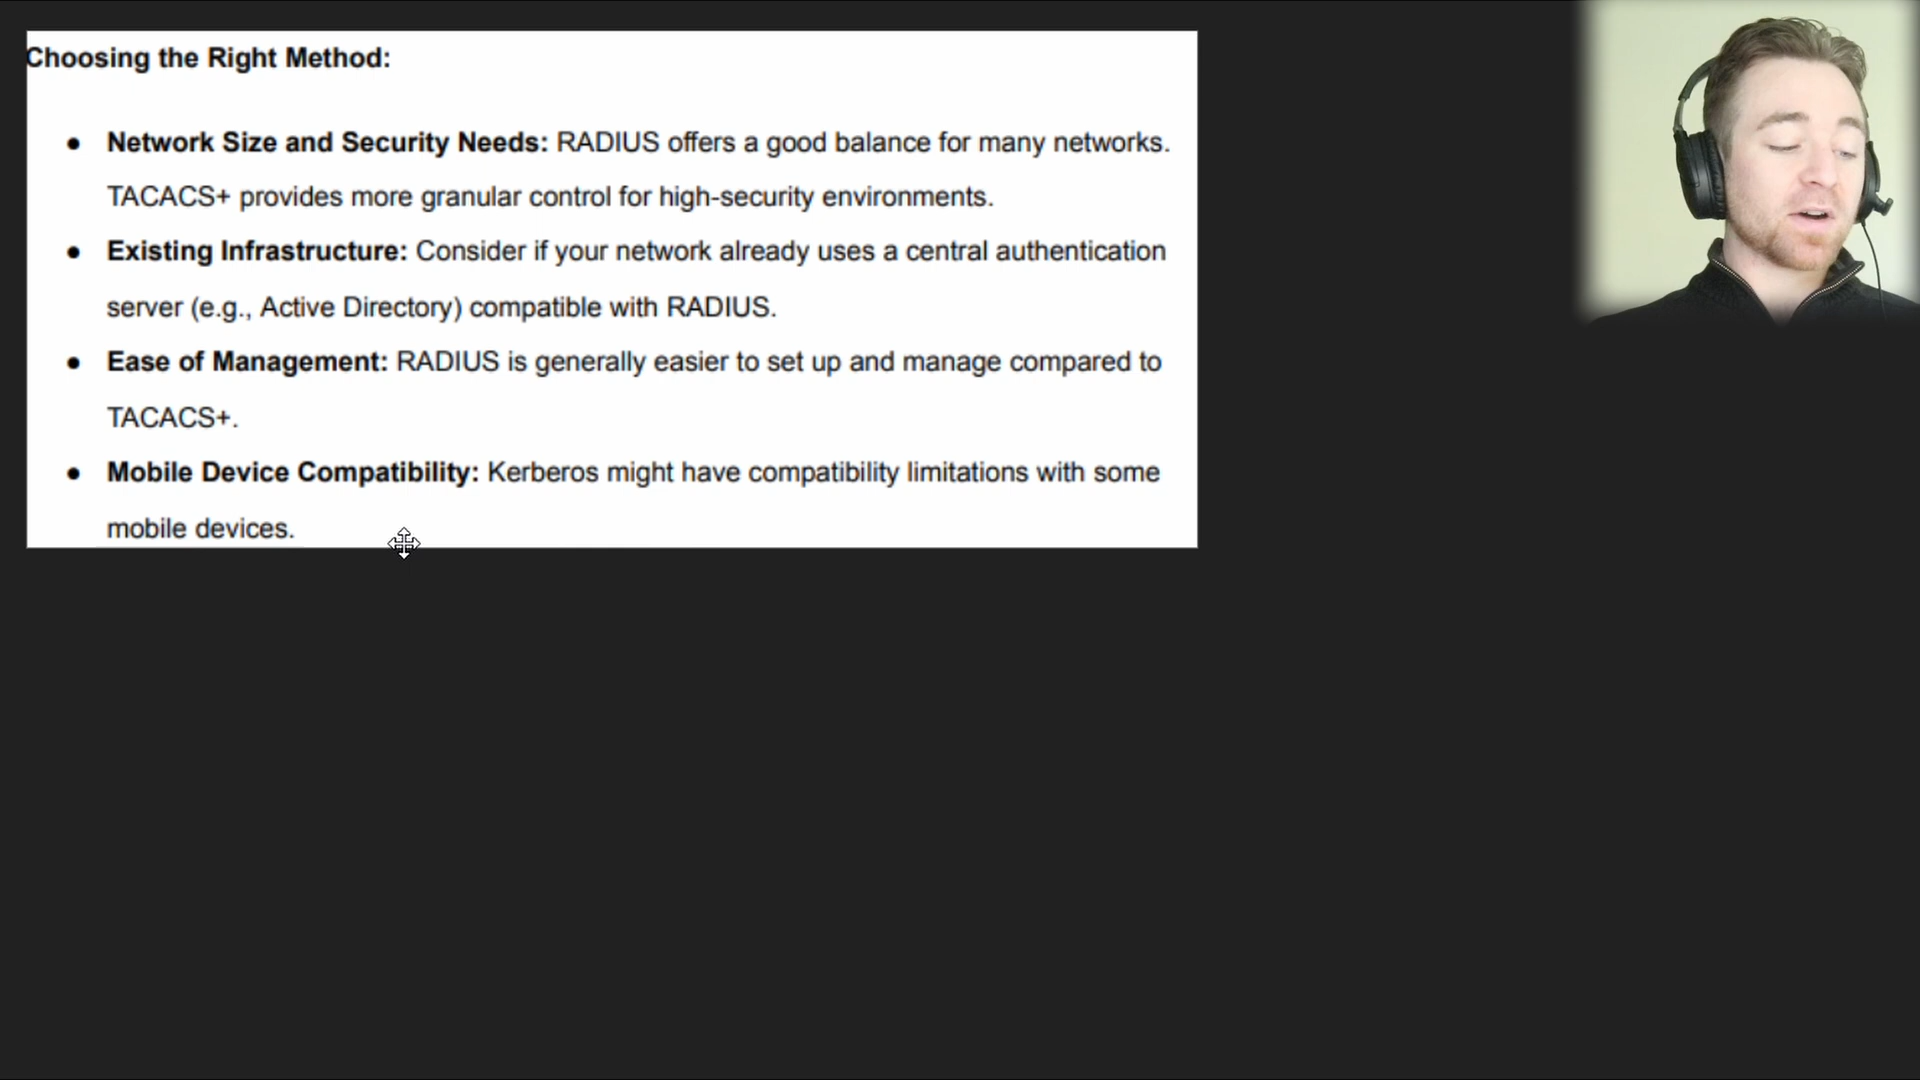 Choosing the Right Method:
● Network Size and Security Needs: RADIUS offers a good balance for many networks.
TACACS+ provides more granular control for high-security environments.
● Existing Infrastructure: Consider if your network already uses a central authentication
server (e.g., Active Directory) compatible with RADIUS.
● Ease of Management: RADIUS is generally easier to set up and manage compared to
TACACS+.
● Mobile Device Compatibility: Kerberos might have compatibility limitations with some
mobile devices.